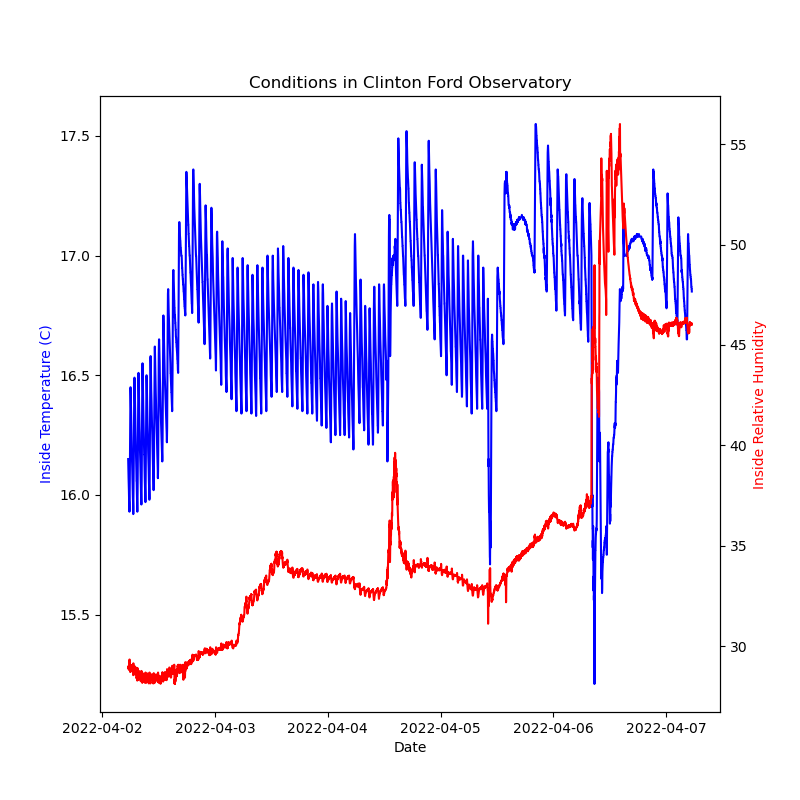 Conditions in Clinton Ford Observatory
Inside Temperature (C)
17.5
17.0
16.5
16.0
15.5
55
50
45
40
35
30
Inside Relative Humidity
2022-04-02 2022-04-03 2022-04-04 2022-04-05 2022-04-06 2022-04-07
Date